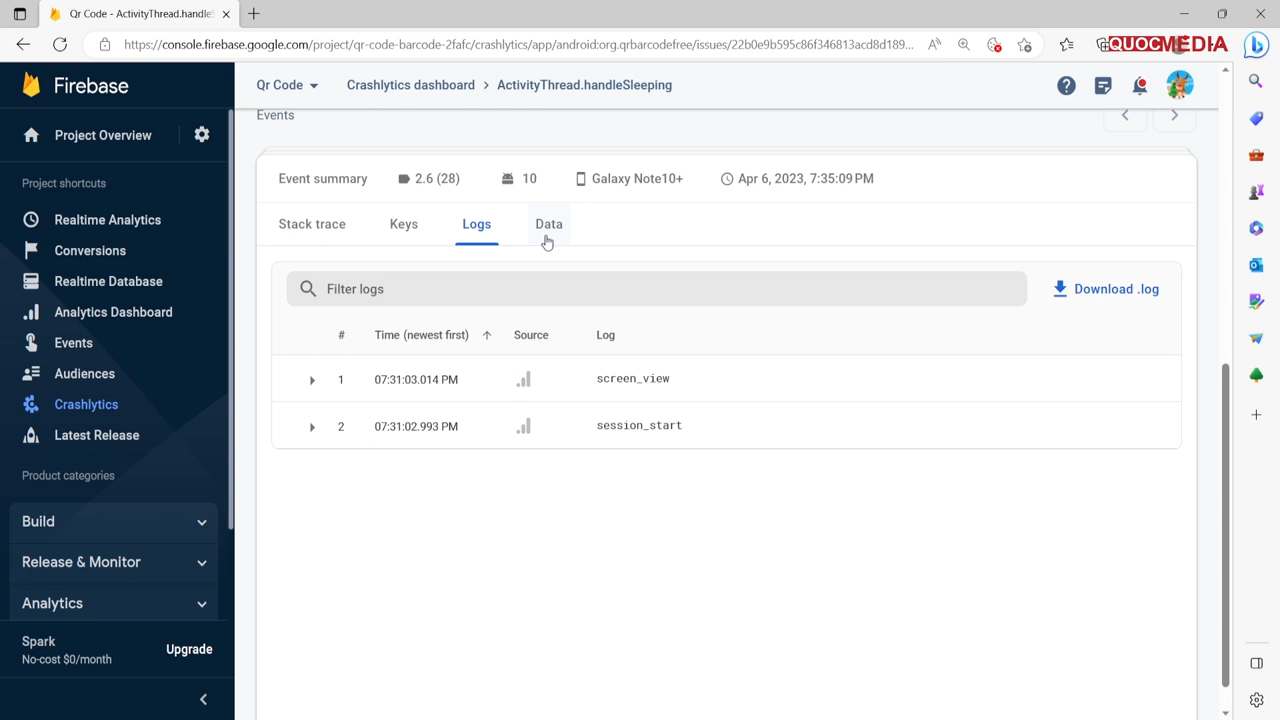 Qr Code - ActivityThread.handleS
https://console.firebase.google.com/project/qr-code-barcode-2fafc/crashlytics/app/android:org.qrbarcodefree/issues/22b0e9b595c86f346813acd8d189...
QUOCMEDIA
Firebase
Qr Code
Crashlytics dashboard > ActivityThread.handleSleeping
Project Overview
Project shortcuts
Realtime Analytics
Conversions
Realtime Database
Analytics Dashboard
Events
Audiences
Crashlytics
Latest Release
Product categories
Build
Release & Monitor
Analytics
Spark
No-cost $0/month
Upgrade
Events
Event summary 2.6 (28) 10 Galaxy Note10+ Apr 6, 2023, 7:35:09 PM
Stack trace Keys Logs Data
Filter logs
Download .log
# Time (newest first) Source Log
1 07:31:03.014 PM screen_view
2 07:31:02.993 PM session_start